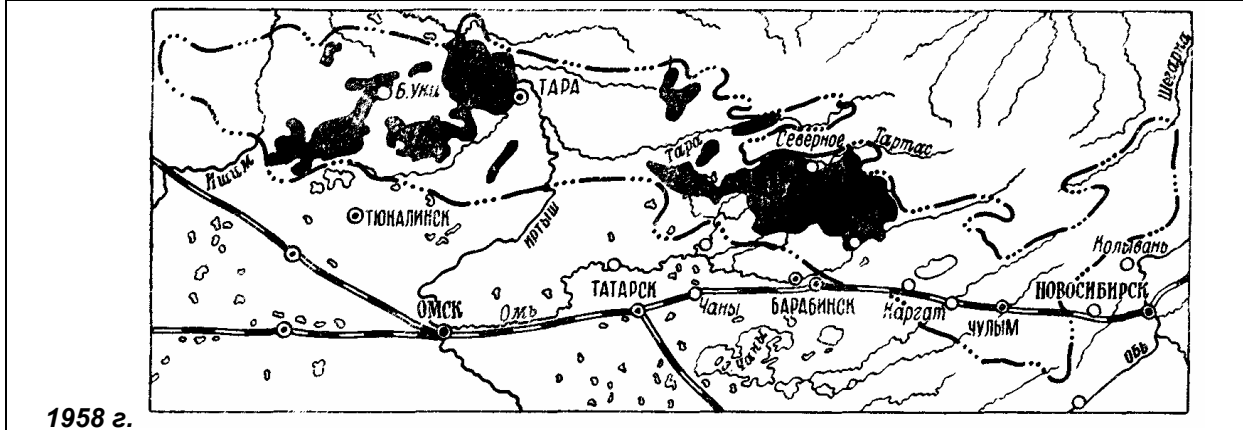 Шегарка
Б.Уки
ТАРА
Тара
Северное
Тартас
Ишим
ТЮКАЛИНСК
ИРТЫШ
Колывань
ОМСК
Омь
ТАТАРСК
Чаны
БАРАБИНСК
Каргат
ЧУЛЫМ
НОВОСИБИРСК
Чаны
Обь
1958 г.